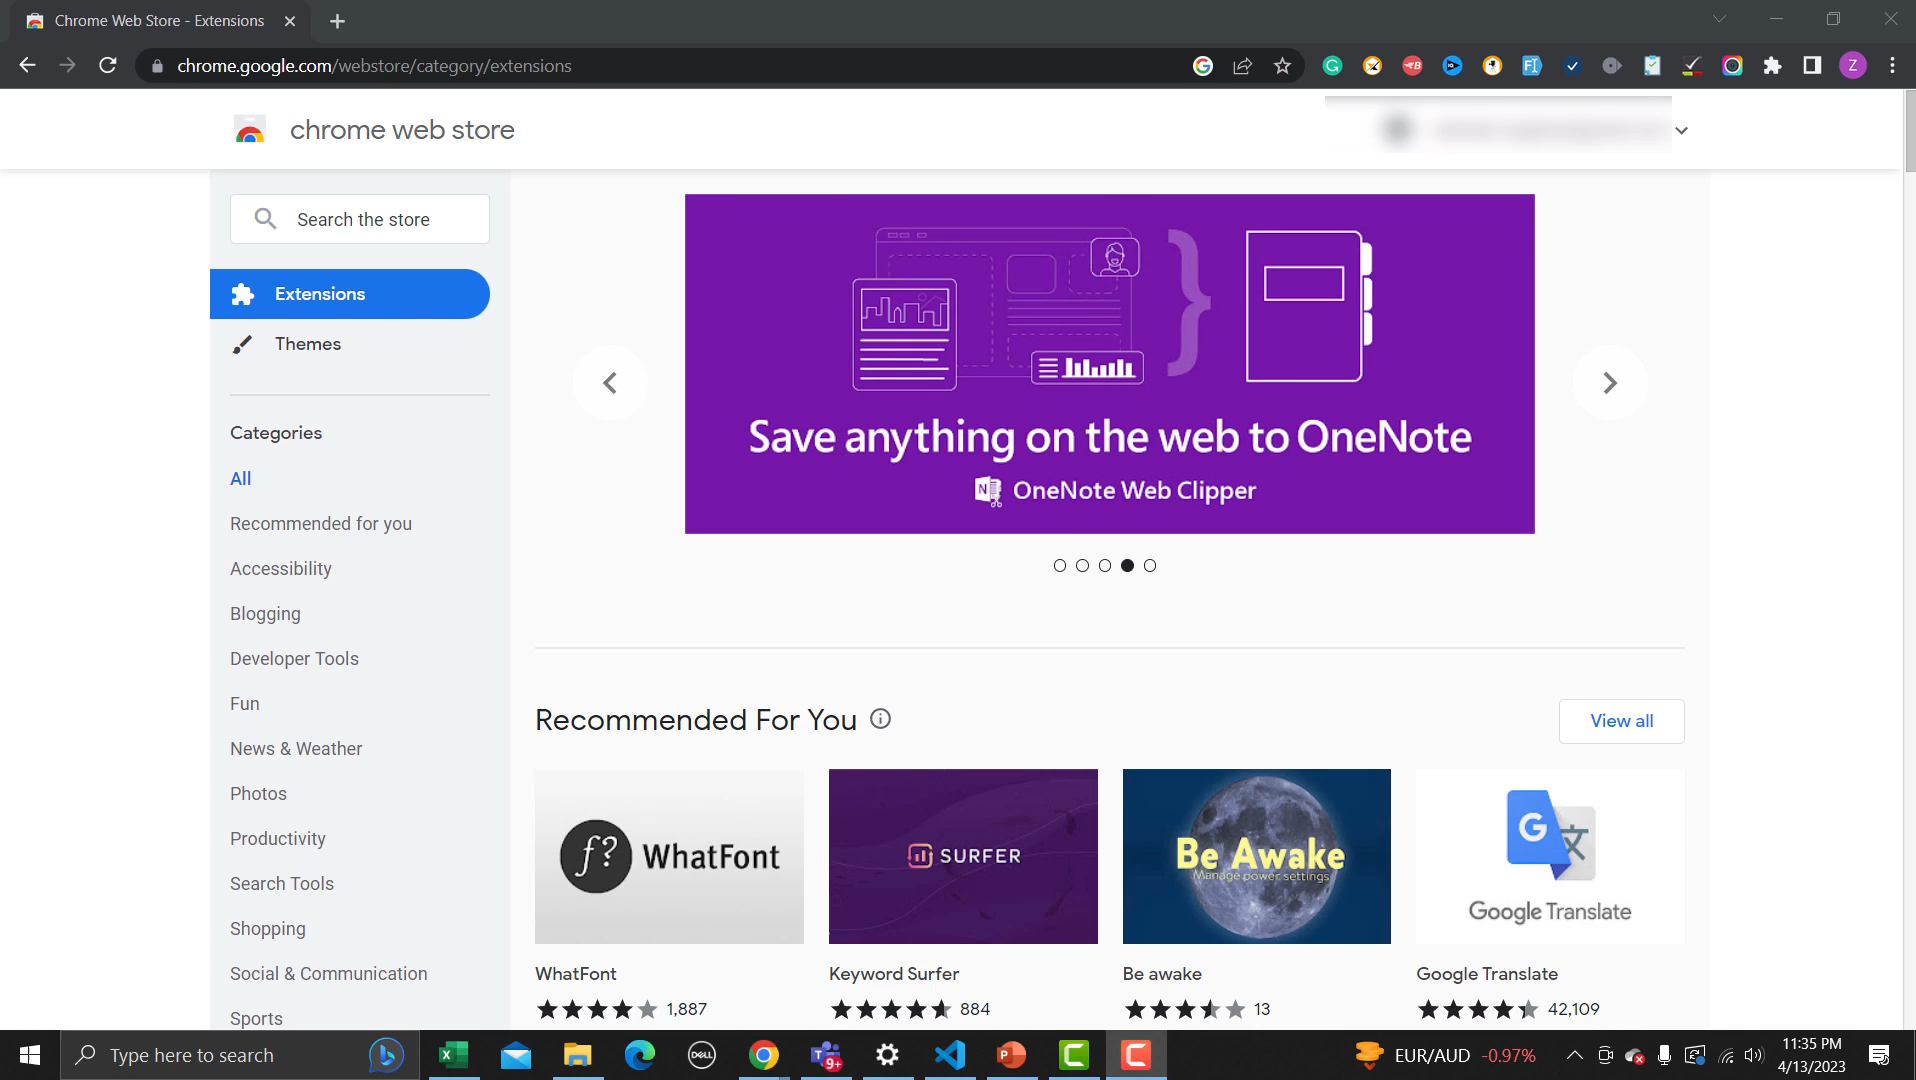 Chrome Web Store - Extensions
chrome.google.com/webstore/category/extensions
Z
chrome web store
Search the store
Extensions
Themes
Categories
All
Recommended for you
Accessibility
Blogging
Developer Tools
Fun
News & Weather
Photos
Productivity
Search Tools
Shopping
Social & Communication
Sports
Save anything on the web to OneNote
N OneNote Web Clipper
Recommended For You
View all
f? WhatFont
SURFER
Be Awake
Manage power settings
G 文
Google Translate
WhatFont
1,887
Keyword Surfer
884
Be awake
13
Google Translate
42,109
Type here to search
DELL
9+
EUR/AUD -0.97%
11:35 PM
4/13/2023